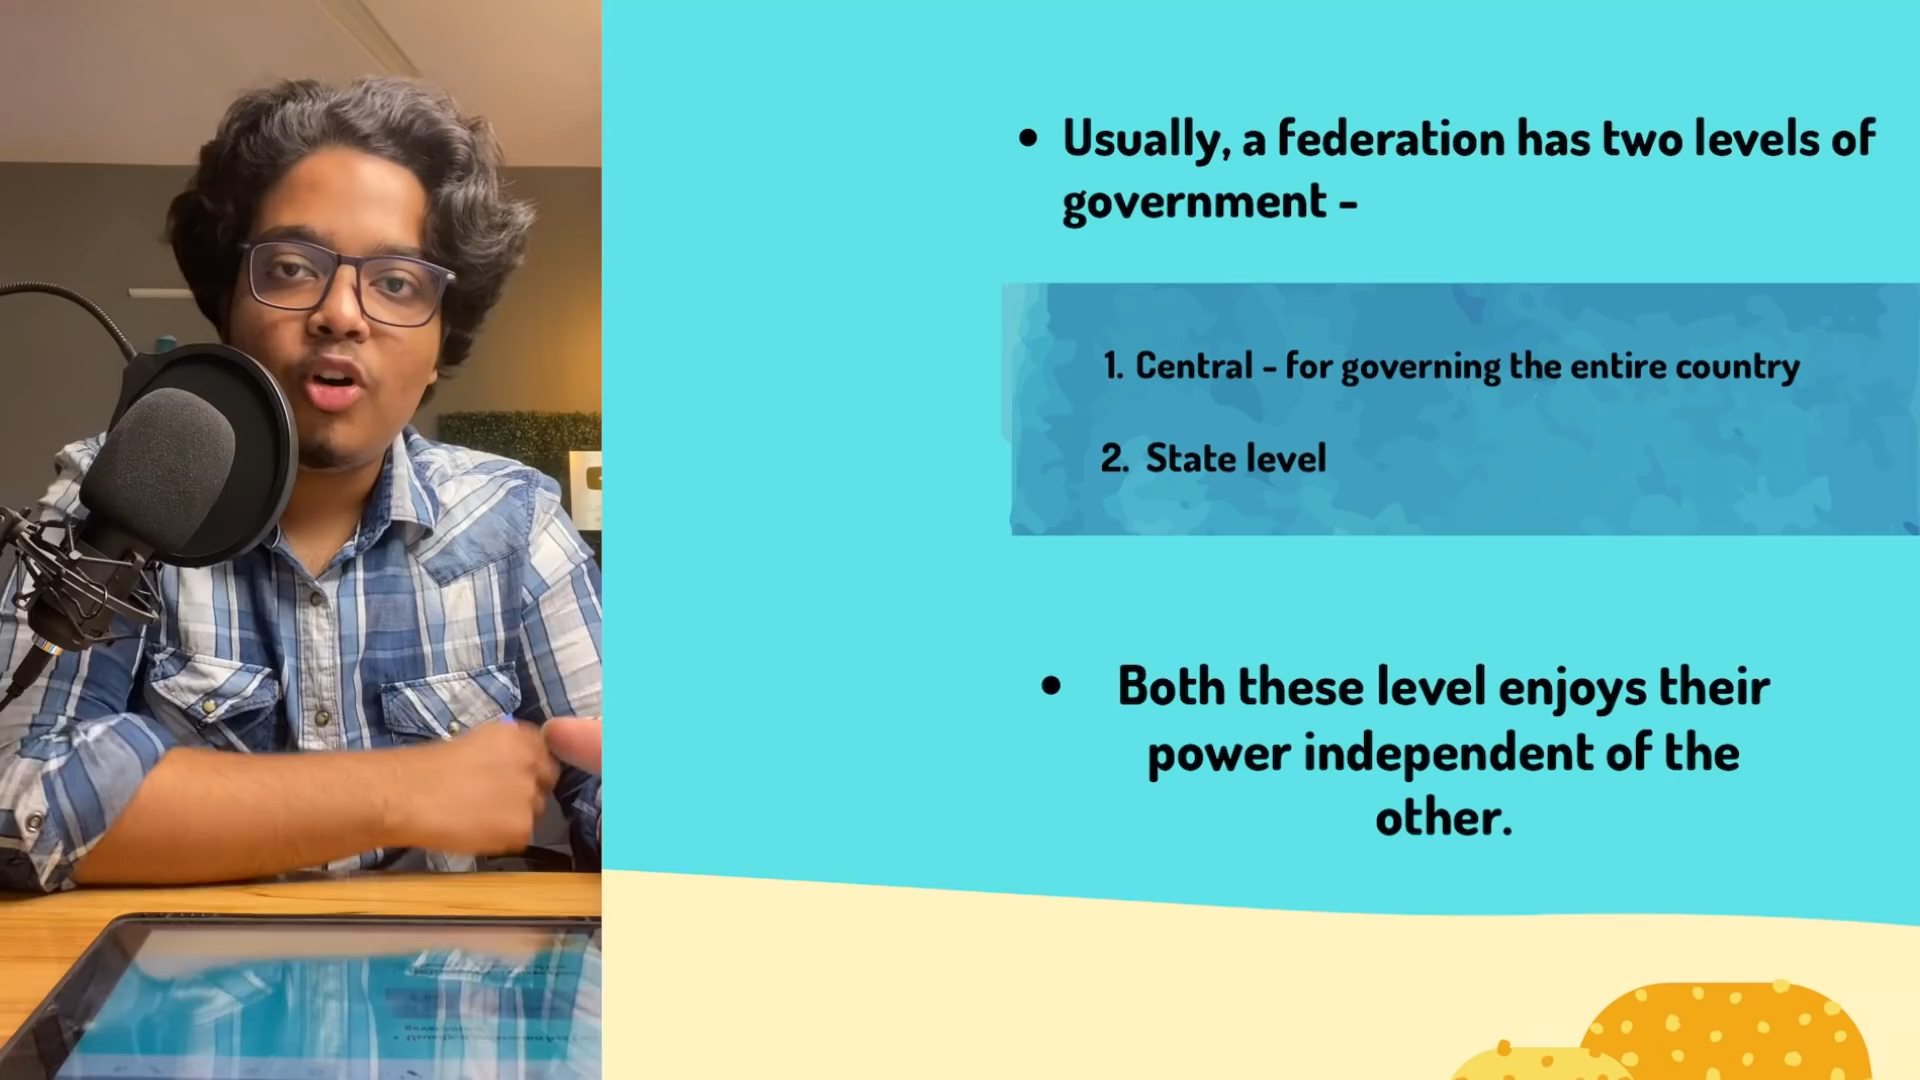 • Usually, a federation has two levels of
government -
1. Central - for governing the entire country
2. State level
• Both these level enjoys their
power independent of the
other.